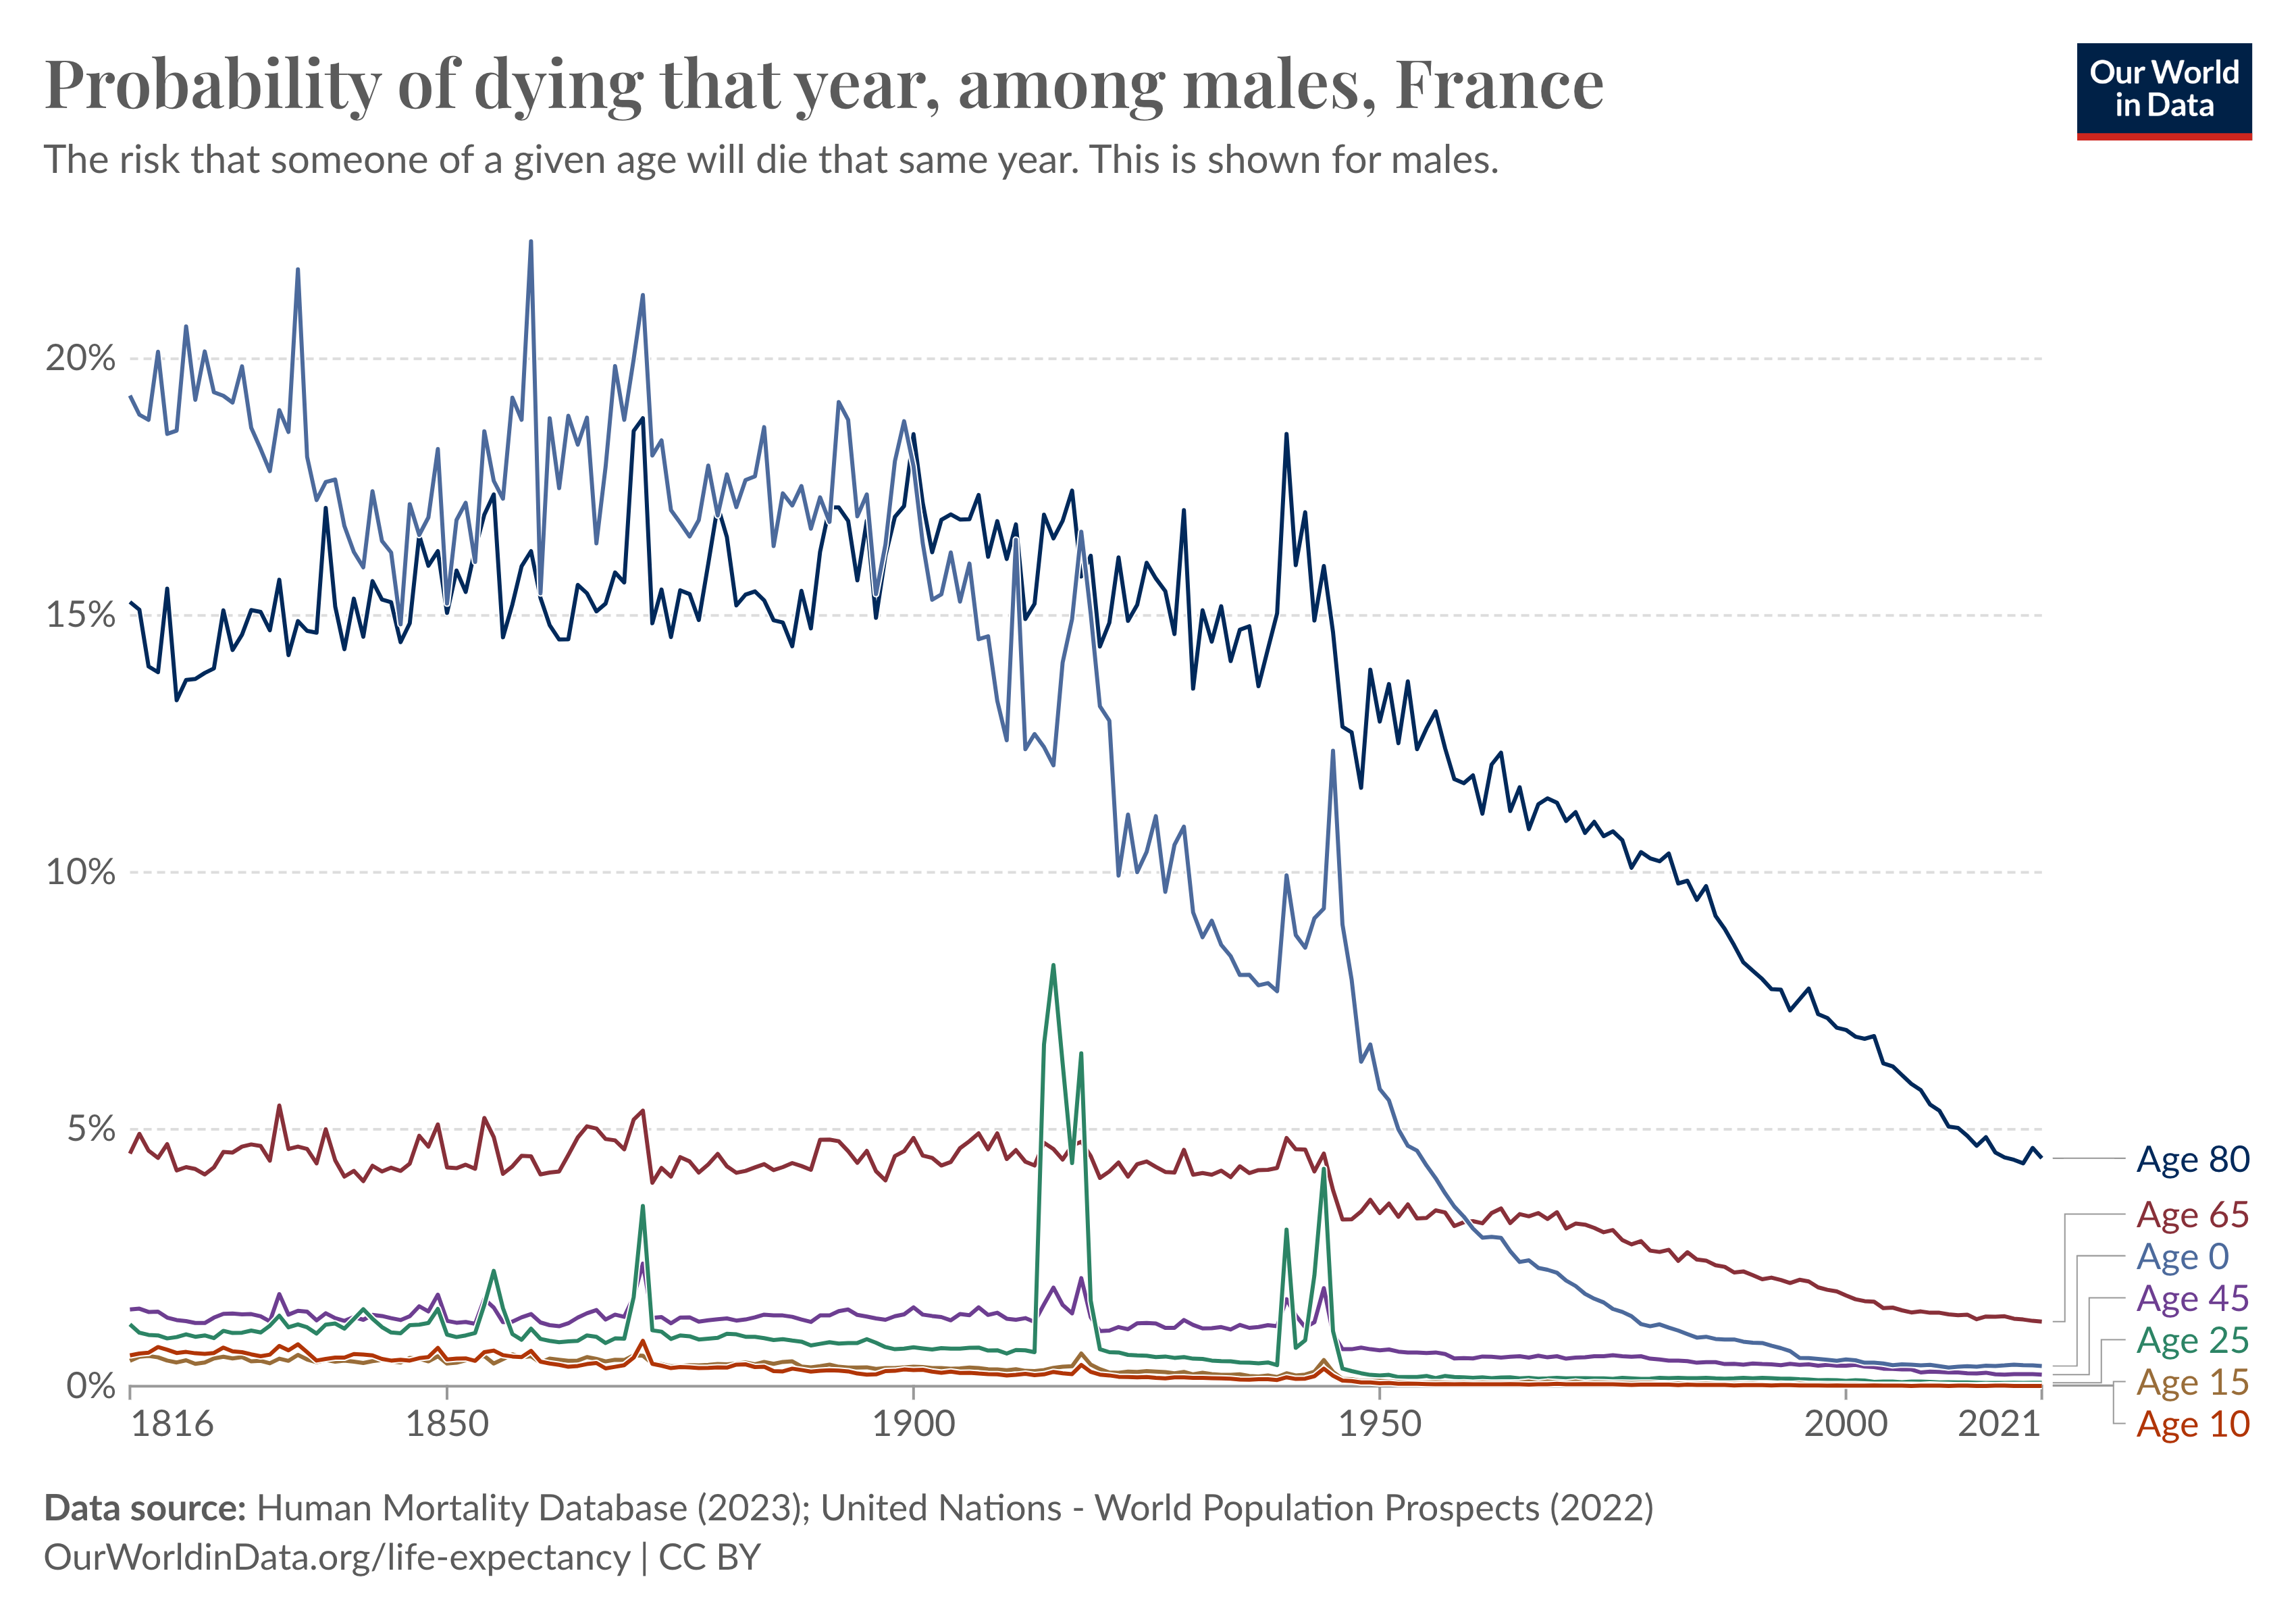 Probability of dying that year, among males, France
The risk that someone of a given age will die that same year. This is shown for males.
Our World
in Data
20%
15%
10%
5%
0%
1816
1850
1900
1950
2000
2021
Age 80
Age 65
Age 0
Age 45
Age 25
Age 15
Age 10
Data source: Human Mortality Database (2023); United Nations - World Population Prospects (2022)
OurWorldinData.org/life-expectancy | CC BY